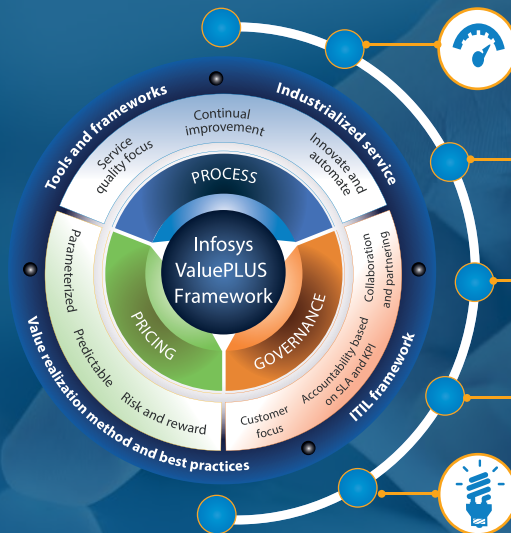 Tools and frameworks
Industrialized service
Service
quality focus
Continual
improvement
Innovate and
automate
PROCESS
Infosys
ValuePLUS
Framework
PRICING
GOVERNANCE
Parameterized
Predictable
Risk and reward
Collaboration
and partnering
Accountability based
on SLA and KPI
Customer
focus
Value realization method and best practices
ITIL framework